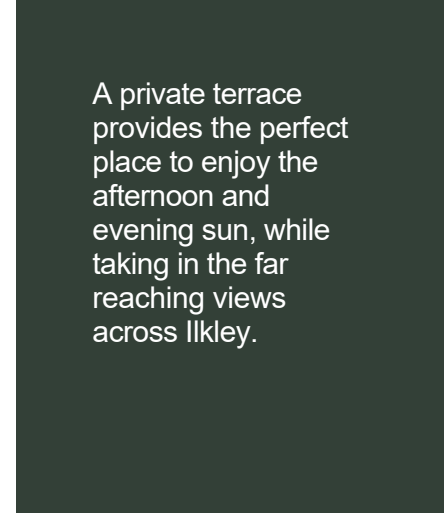 A private terrace
provides the perfect
place to enjoy the
afternoon and
evening sun, while
taking in the far
reaching views
across Ilkley.